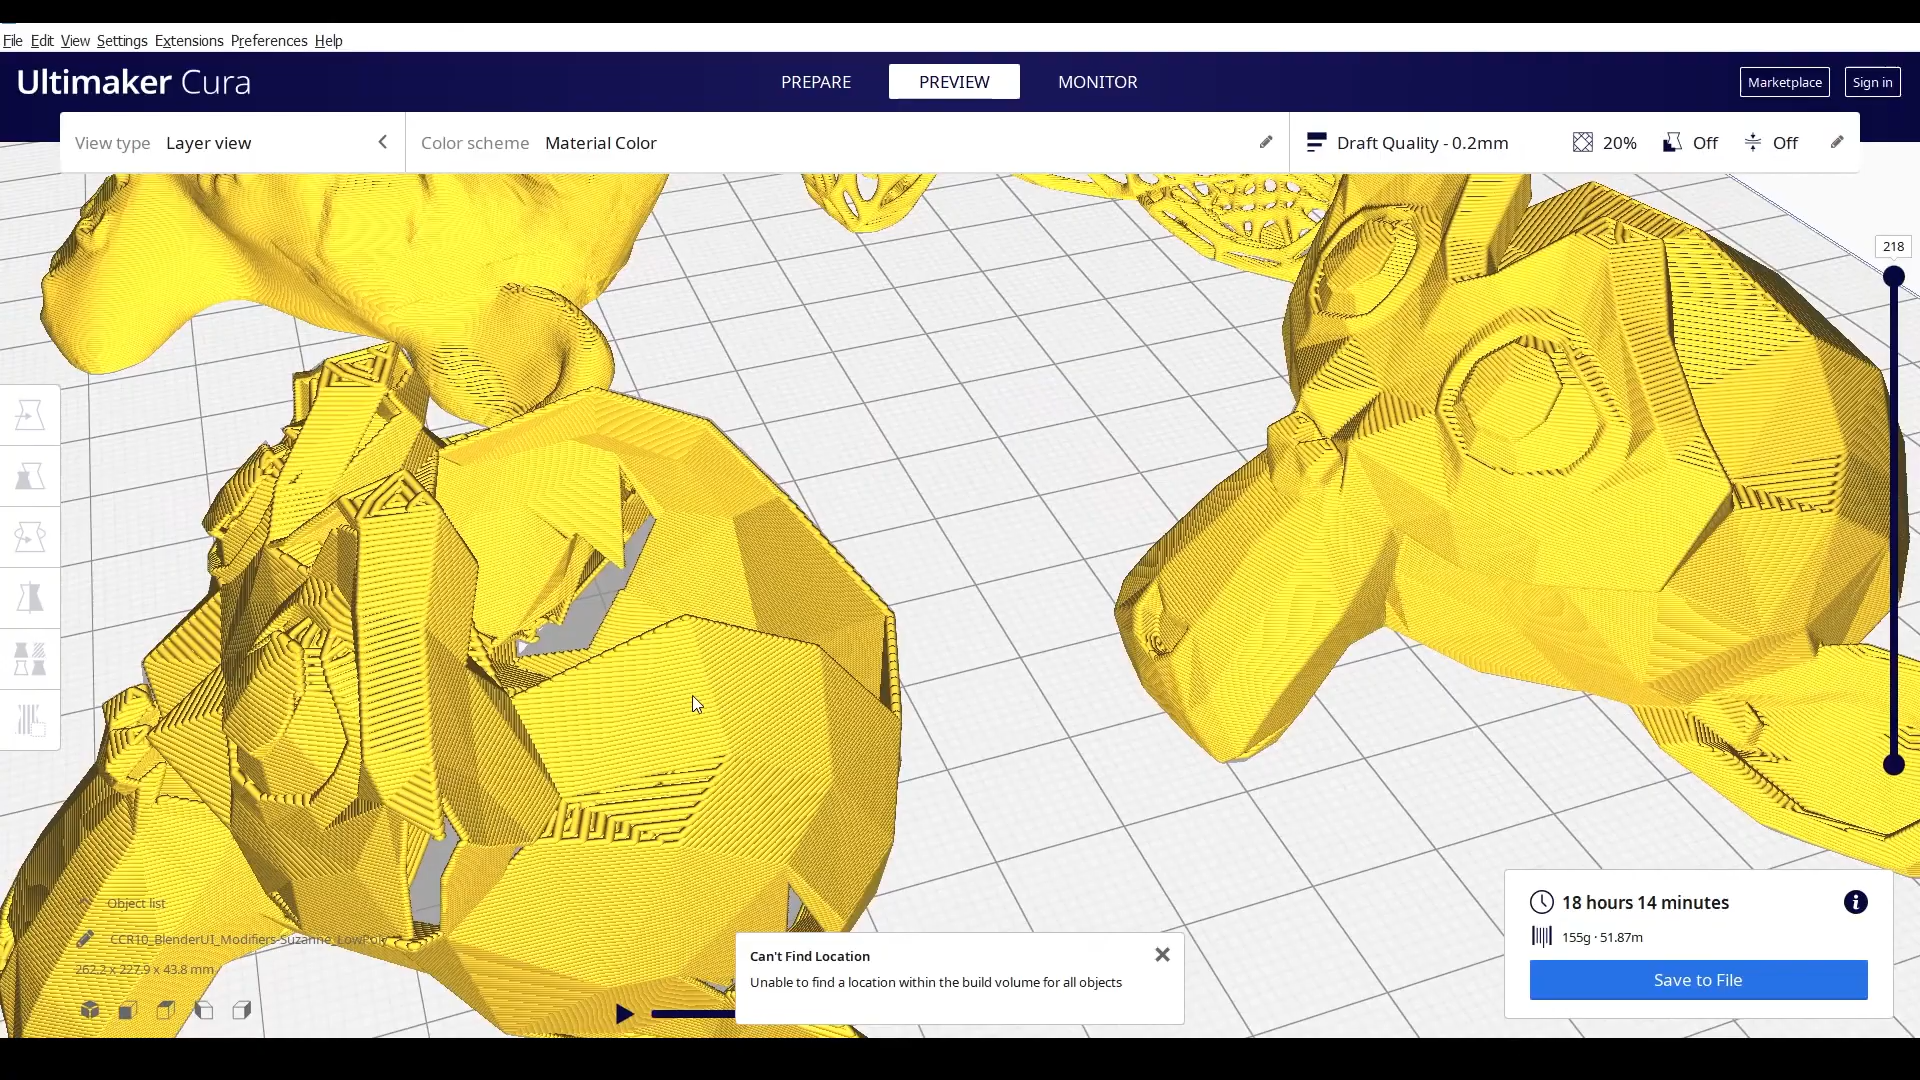 File Edit View Settings Extensions Preferences Help
Ultimaker Cura
PREPARE PREVIEW MONITOR
Marketplace Sign in
View type Layer view Color scheme Material Color Draft Quality - 0.2mm 20% Off Off
218
Object list
CCR10_BlenderUI_Modifiers-Suzanne_LowPoly
262.2 x 227.9 x 43.8 mm
Can't Find Location
Unable to find a location within the build volume for all objects
18 hours 14 minutes
155g · 51.87m
Save to File